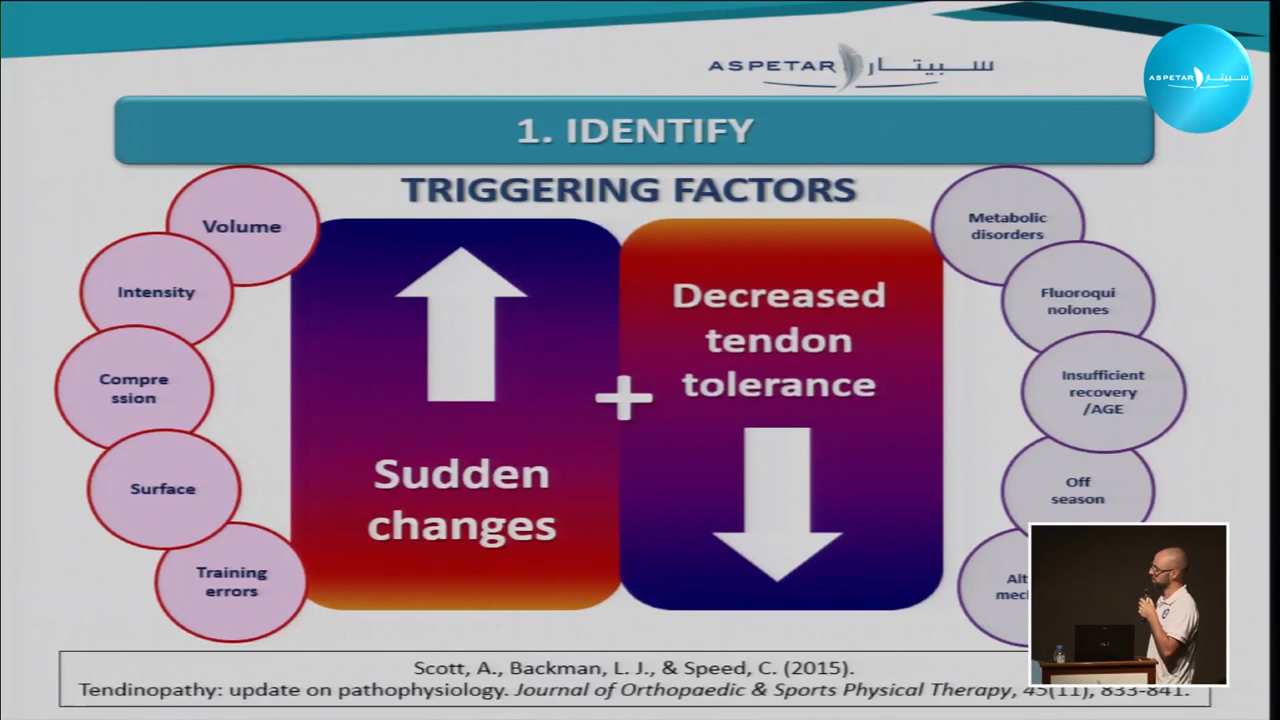 ASPETAR سبيتار
ASPETAR سبيتار
1. IDENTIFY
TRIGGERING FACTORS
Volume
Intensity
Compre
ssion
Surface
Training
errors
Sudden
changes
+
Decreased
tendon
tolerance
Metabolic
disorders
Fluoroqui
nolones
Insufficient
recovery
/AGE
Off
season
Scott, A., Backman, L. J., & Speed, C. (2015).
Tendinopathy: update on pathophysiology. Journal of Orthopaedic & Sports Physical Therapy, 45(11), 833-841.